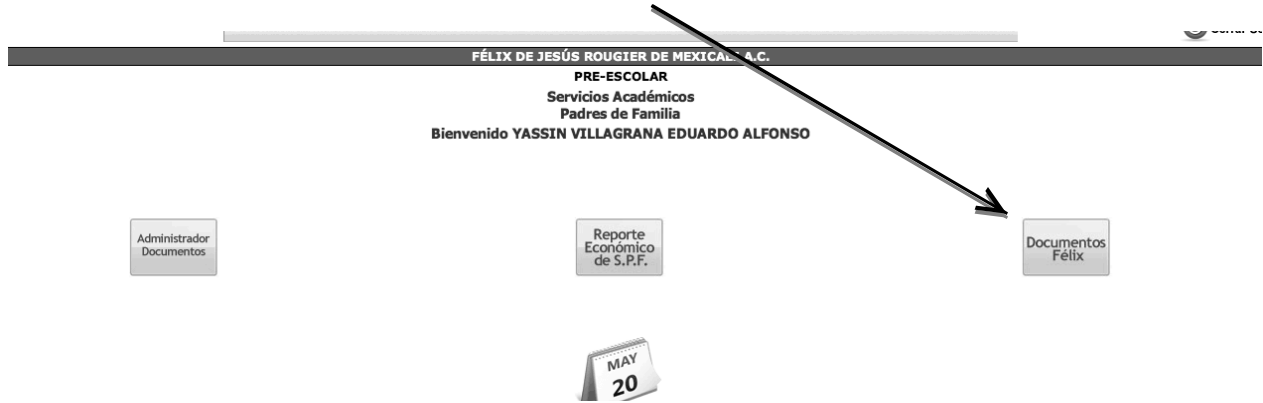 FÉLIX DE JESÚS ROUGIER DE MEXICALI A.C.
PRE-ESCOLAR
Servicios Académicos
Padres de Familia
Bienvenido YASSIN VILLAGRANA EDUARDO ALFONSO
Administrador
Documentos
Reporte
Económico
de S.P.F.
Documentos
Félix
MAY
20